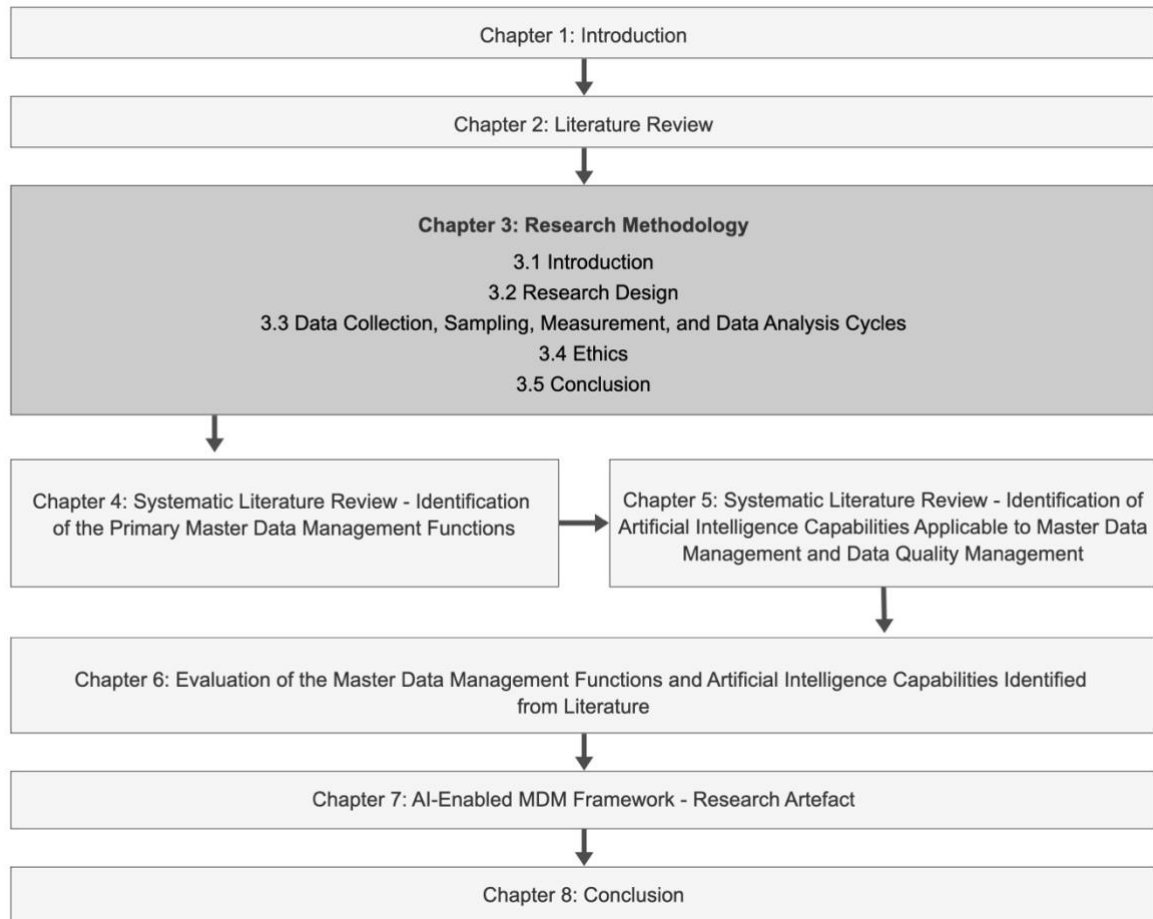 Chapter 1: Introduction
Chapter 2: Literature Review
Chapter 3: Research Methodology
3.1 Introduction
3.2 Research Design
3.3 Data Collection, Sampling, Measurement, and Data Analysis Cycles
3.4 Ethics
3.5 Conclusion
Chapter 4: Systematic Literature Review - Identification
of the Primary Master Data Management Functions
Chapter 5: Systematic Literature Review - Identification of
Artificial Intelligence Capabilities Applicable to Master Data
Management and Data Quality Management
Chapter 6: Evaluation of the Master Data Management Functions and Artificial Intelligence Capabilities Identified
from Literature
Chapter 7: AI-Enabled MDM Framework - Research Artefact
Chapter 8: Conclusion